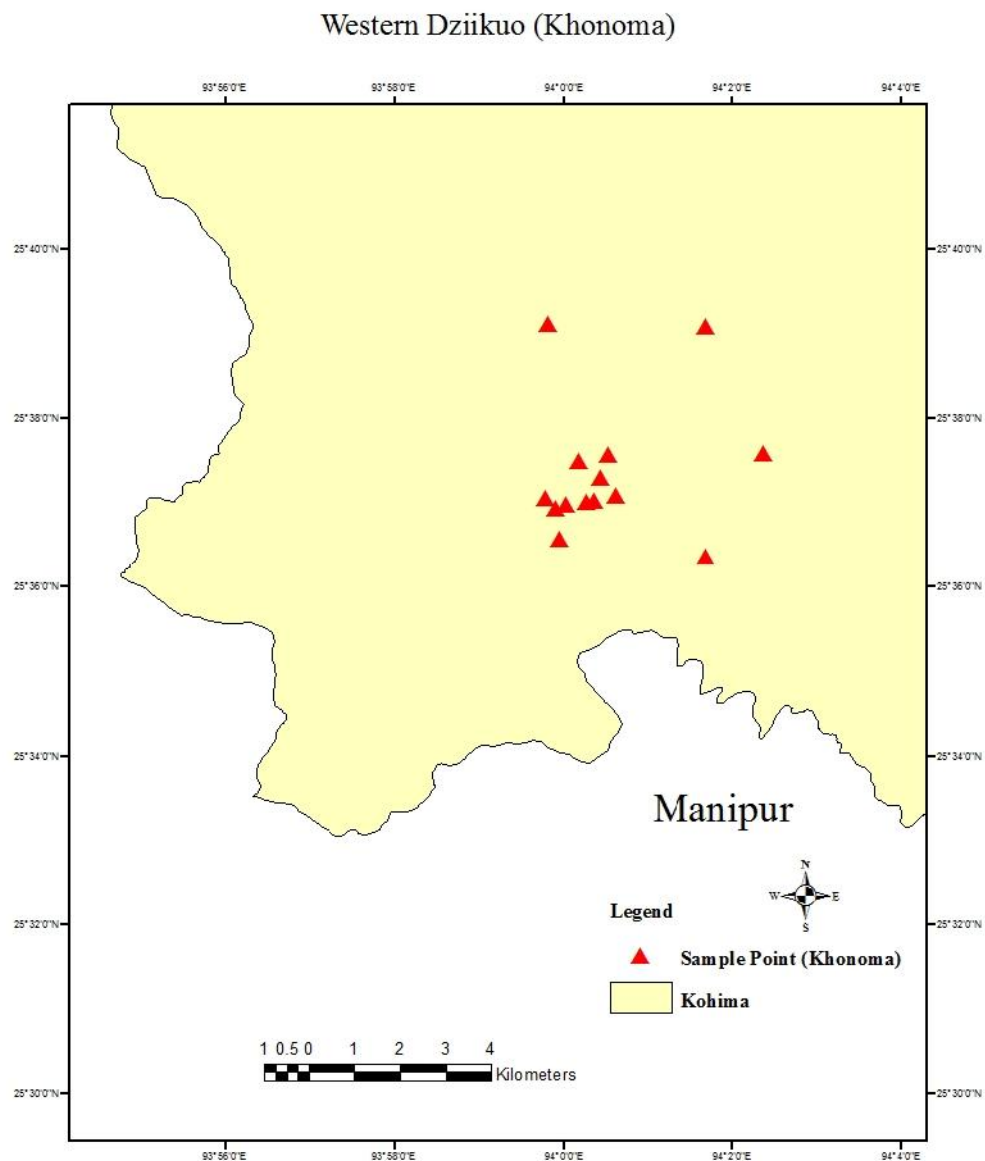 Western Dziikuo (Khonoma)
93°56'0"E 93°58'0"E 94°0'0"E 94°2'0"E 94°4'0"E
25°40'0"N 25°40'0"N
25°38'0"N 25°38'0"N
25°36'0"N 25°36'0"N
25°34'0"N 25°34'0"N
Manipur
N
W E
S
Legend
25°32'0"N 25°32'0"N
Sample Point (Khonoma)
Kohima
1 0.5 0 1 2 3 4
Kilometers
25°30'0"N 25°30'0"N
93°56'0"E 93°58'0"E 94°0'0"E 94°2'0"E 94°4'0"E